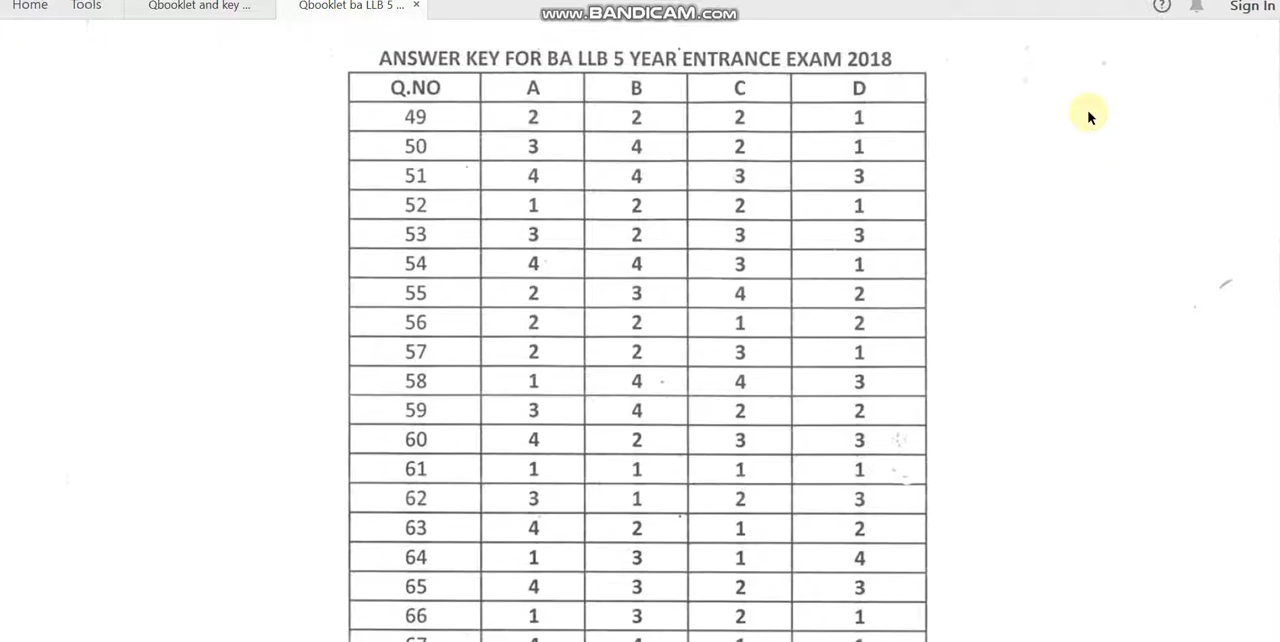 Home Tools Qbooklet and key ... Qbooklet ba LLB 5 ... × ? Sign In
www.BANDICAM.com
ANSWER KEY FOR BA LLB 5 YEAR ENTRANCE EXAM 2018
Q.NO A B C D
49 2 2 2 1
50 3 4 2 1
51 4 4 3 3
52 1 2 2 1
53 3 2 3 3
54 4 4 3 1
55 2 3 4 2
56 2 2 1 2
57 2 2 3 1
58 1 4 4 3
59 3 4 2 2
60 4 2 3 3
61 1 1 1 1
62 3 1 2 3
63 4 2 1 2
64 1 3 1 4
65 4 3 2 3
66 1 3 2 1